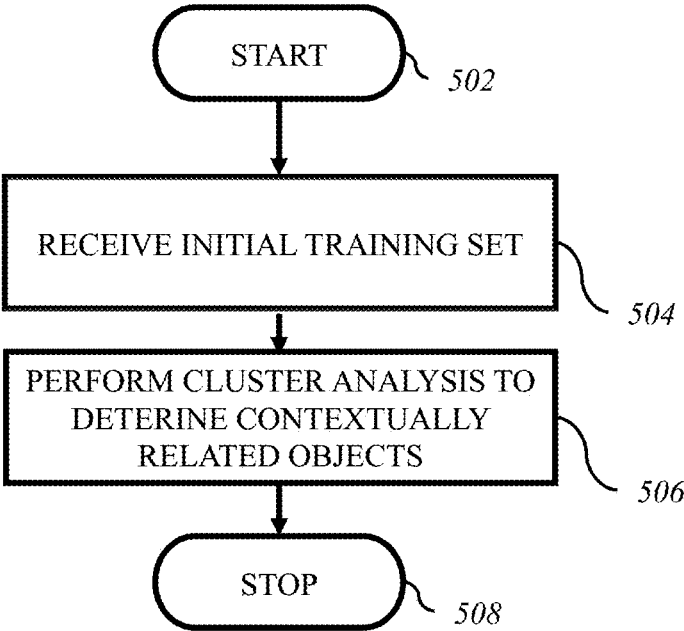 START
502
RECEIVE INITIAL TRAINING SET
504
PERFORM CLUSTER ANALYSIS TO
DETERINE CONTEXTUALLY
RELATED OBJECTS
506
STOP
508